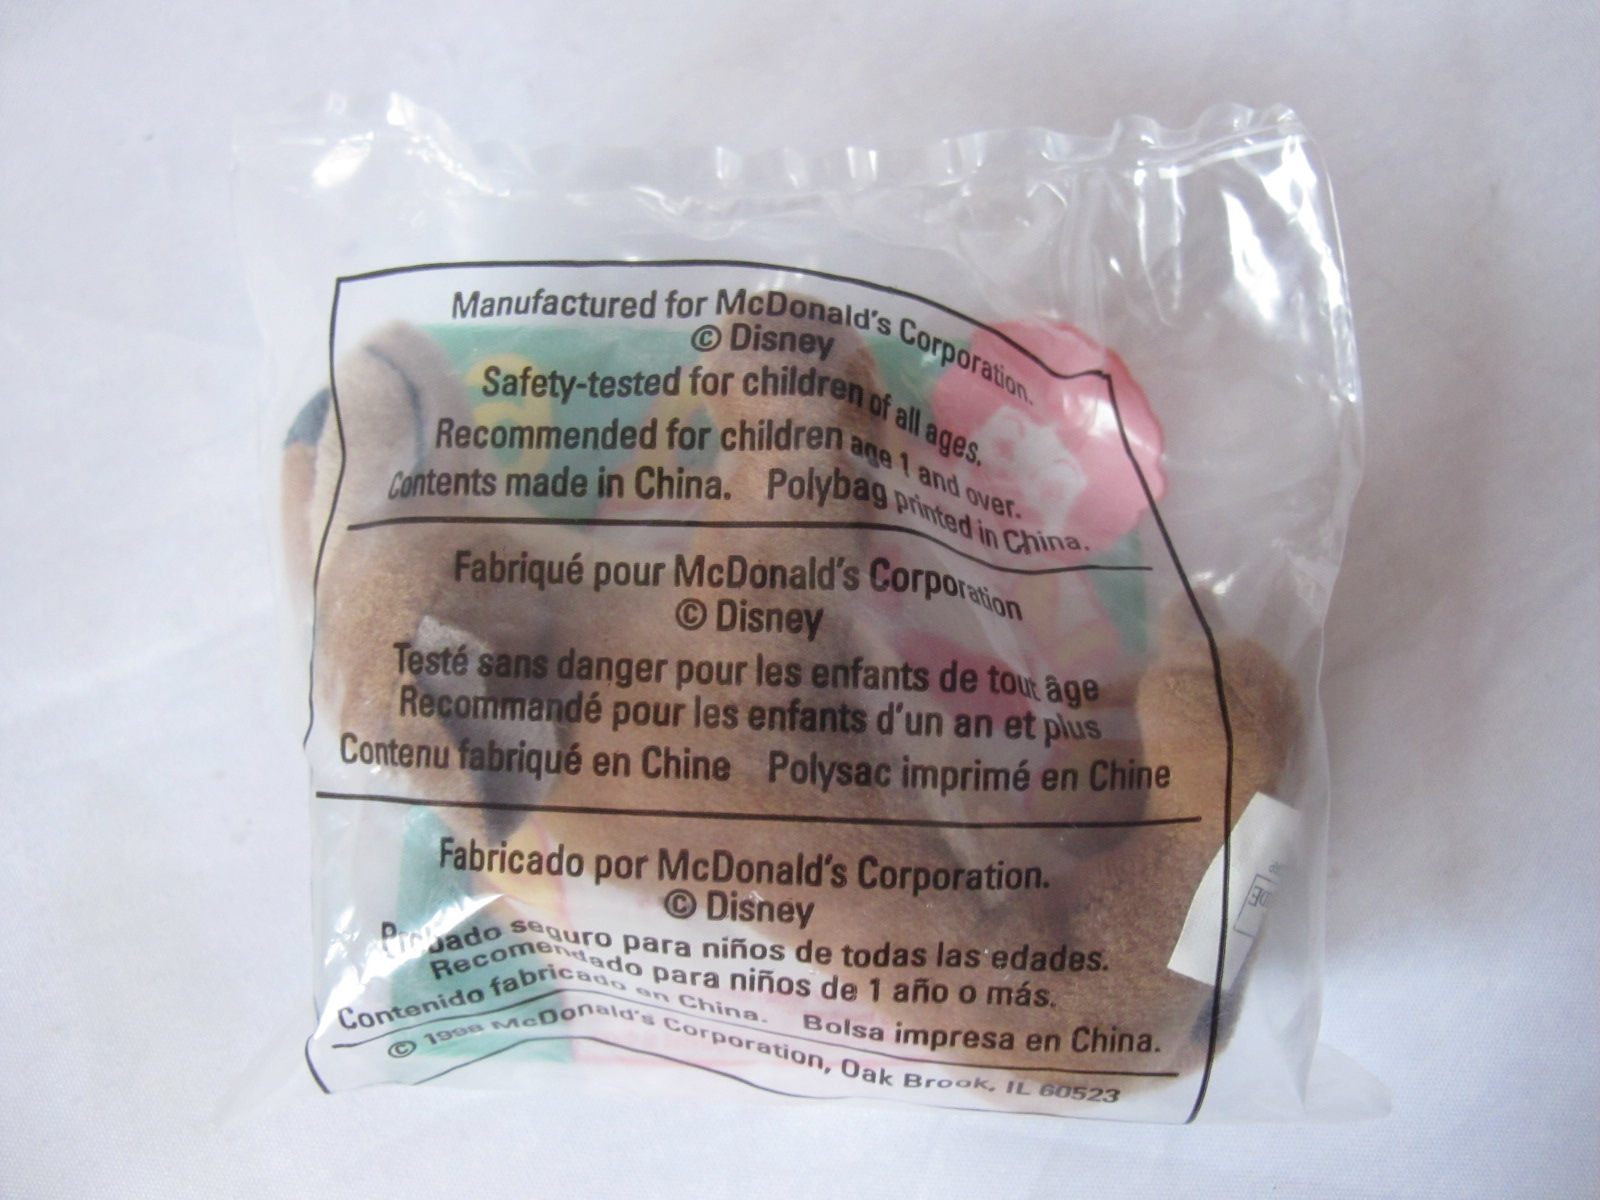 Manufactured for McDonald's Corporation.
© Disney
Safety-tested for children of all ages.
Recommended for children age 1 and over.
Contents made in China. Polybag printed in China.
Fabriqué pour McDonald's Corporation
© Disney
Testé sans danger pour les enfants de tout âge
Recommandé pour les enfants d'un an et plus
Contenu fabriqué en Chine Polysac imprimé en Chine
Fabricado por McDonald's Corporation.
© Disney
Probado seguro para niños de todas las edades.
Recomendado para niños de 1 año o más.
Contenido fabricado en China. Bolsa impresa en China.
© 1998 McDonald's Corporation, Oak Brook, IL 60523